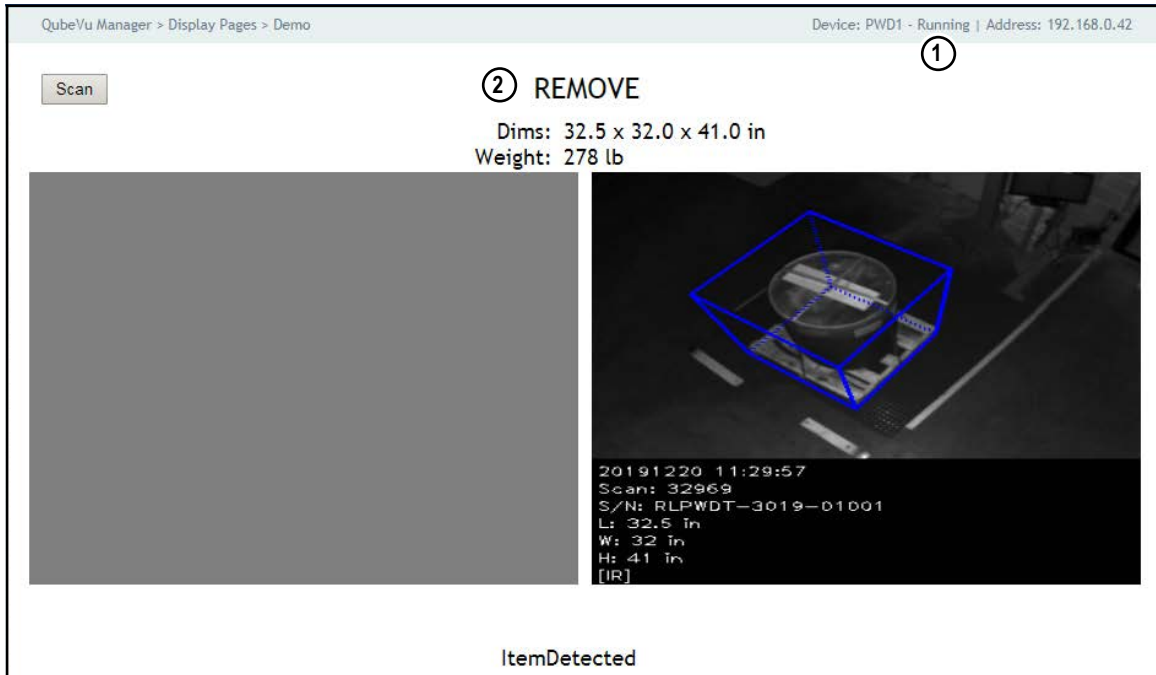 QubeVu Manager > Display Pages > Demo
Device: PWD1 - Running | Address: 192.168.0.42
1
Scan
2 REMOVE
Dims: 32.5 x 32.0 x 41.0 in
Weight: 278 lb
20191220 11:29:57
Scan: 32969
S/N: RLPWDT-3019-01001
L: 32.5 in
W: 32 in
H: 41 in
[IR]
ItemDetected